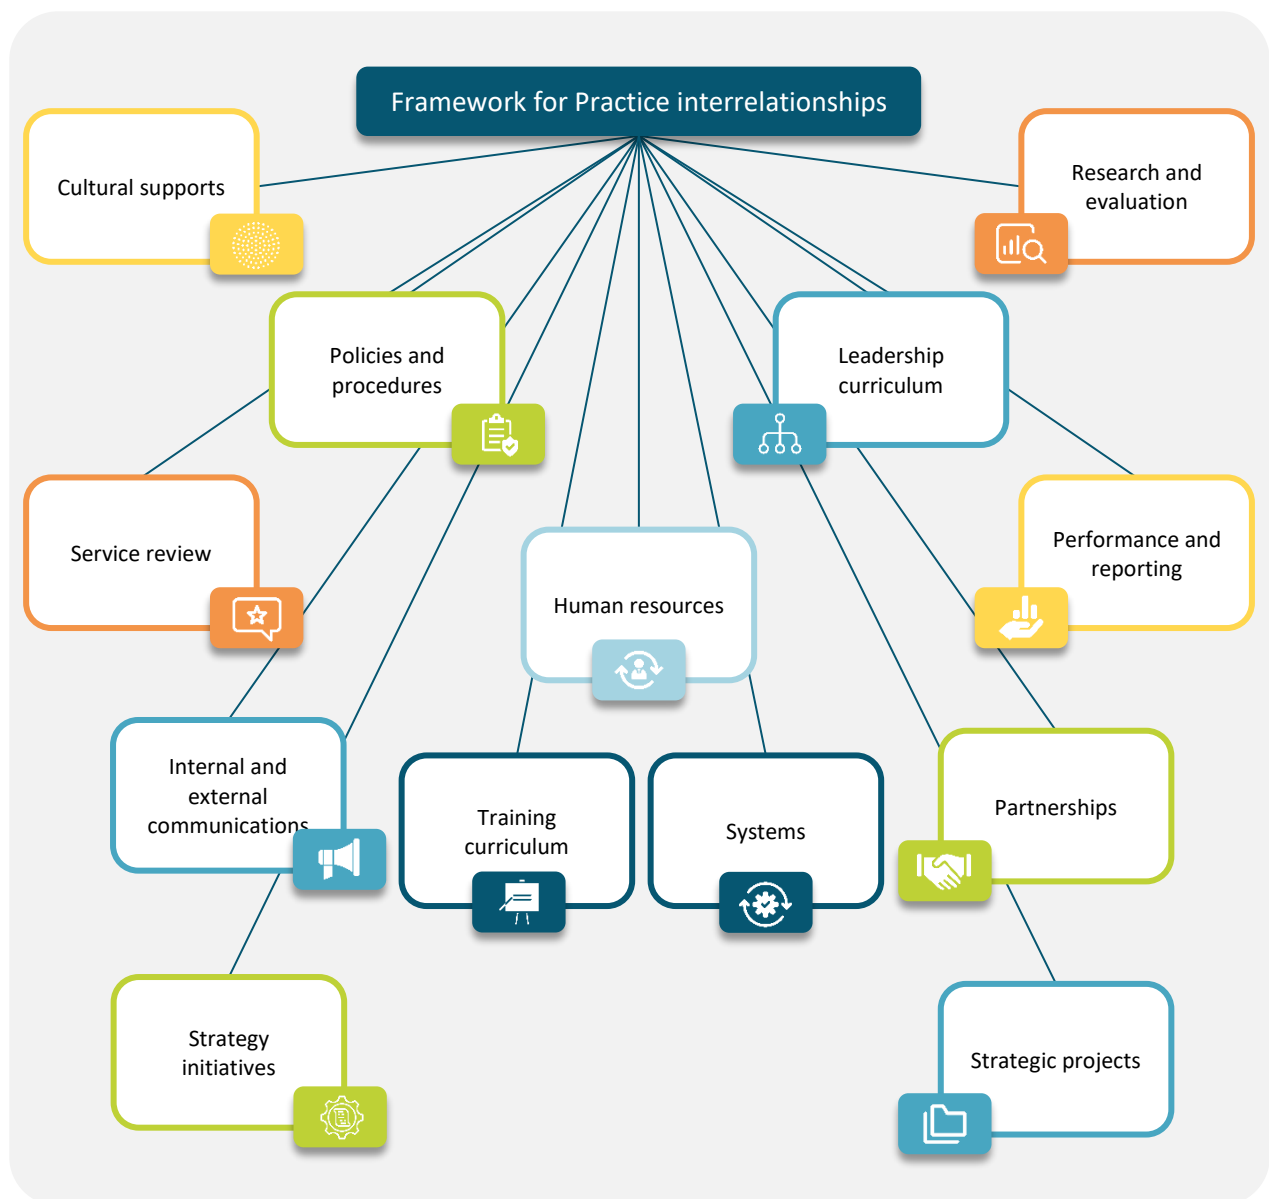 Framework for Practice interrelationships
Cultural supports
Research and
evaluation
Policies and
procedures
Leadership
curriculum
Service review
Human resources
Performance and
reporting
Internal and
external
communications
Training
curriculum
Systems
Partnerships
Strategy
initiatives
Strategic projects